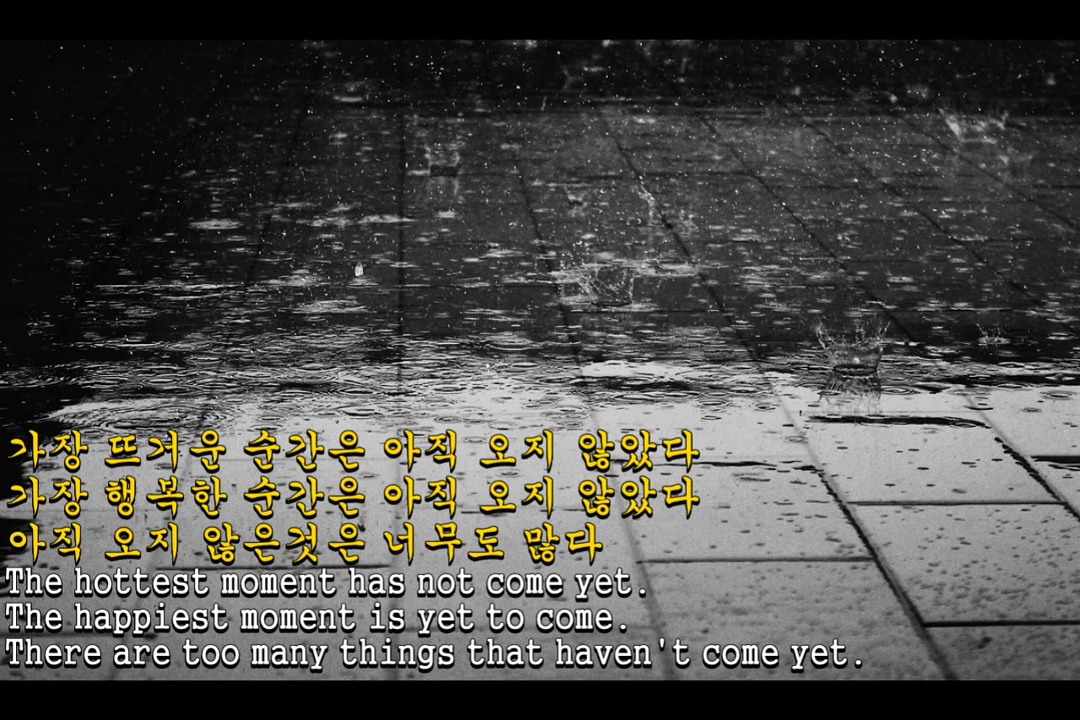 가장 뜨거운 순간은 아직 오지 않았다
가장 행복한 순간은 아직 오지 않았다
아직 오지 않은것은 너무도 많다
The hottest moment has not come yet.
The happiest moment is yet to come.
There are too many things that haven't come yet.